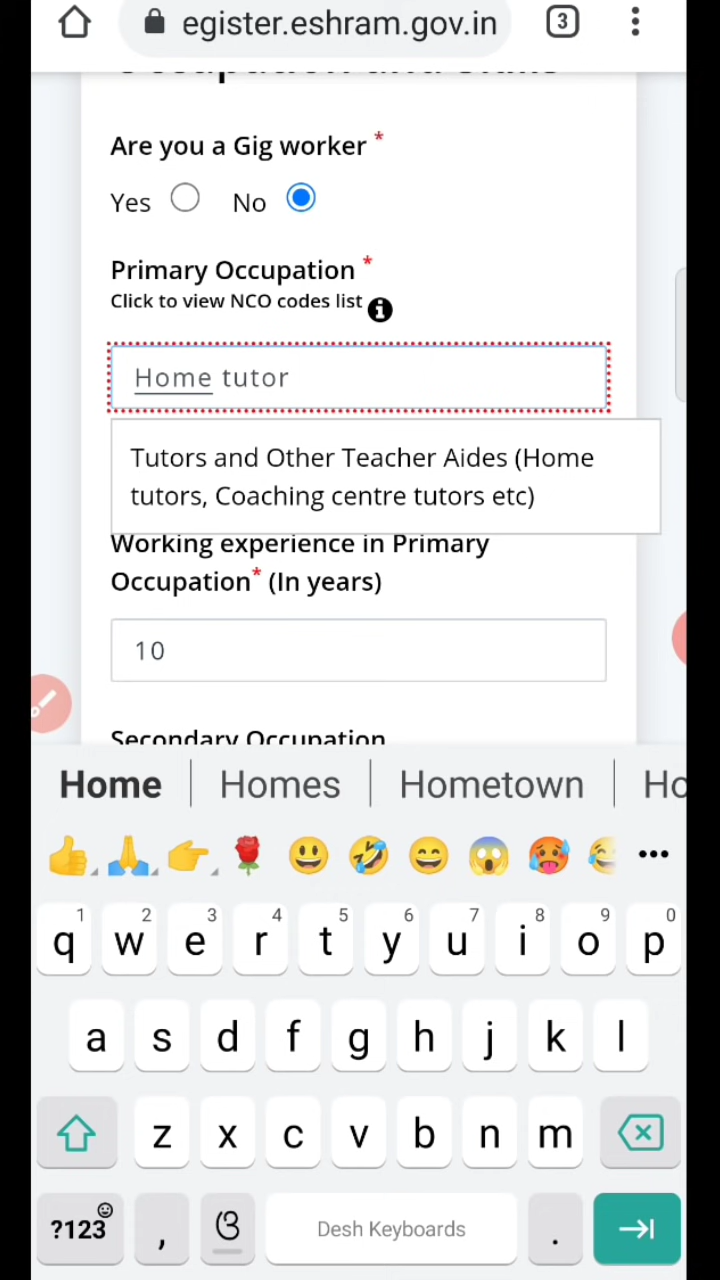 egister.eshram.gov.in
3
Are you a Gig worker *
Yes No
Primary Occupation *
Click to view NCO codes list i
Home tutor
Tutors and Other Teacher Aides (Home
tutors, Coaching centre tutors etc)
Working experience in Primary
Occupation* (In years)
10
Secondary Occupation
Home Homes Hometown Ho
1 2 3 4 5 6 7 8 9 0
q w e r t y u i o p
a s d f g h j k l
z x c v b n m
?123 , ও Desh Keyboards .